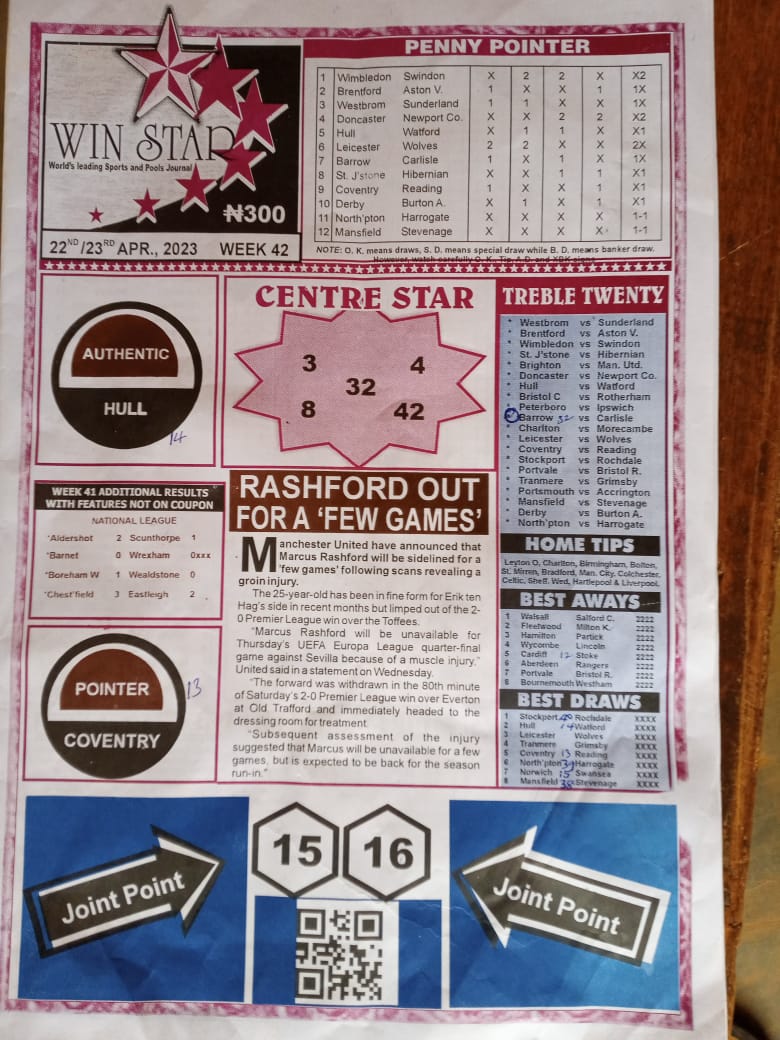 WIN STAR
World's leading Sports and Pools Journal
₦300
22ND/23RD APR., 2023 WEEK 42
PENNY POINTER
1 Wimbledon Swindon X 2 2 X X2
2 Brentford Aston V. 1 X X 1 1X
3 Westbrom Sunderland 1 1 X X 1X
4 Doncaster Newport Co. X X 2 2 X2
5 Hull Watford X 1 1 X X1
6 Leicester Wolves 2 2 X X 2X
7 Barrow Carlisle 1 X 1 X 1X
8 St. J'stone Hibernian X X 1 1 X1
9 Coventry Reading 1 X X 1 X1
10 Derby Burton A. X 1 X 1 X1
11 North'pton Harrogate X X X X 1-1
12 Mansfield Stevenage X X X X 1-1
NOTE: O. K. means draws, S. D. means special draw while B. D. means banker draw.
However, watch carefully O. K., Tip, A.D. and XBK signs
AUTHENTIC
HULL
14
CENTRE STAR
3 4
32
8 42
TREBLE TWENTY
* Westbrom vs Sunderland
* Brentford vs Aston V.
* Wimbledon vs Swindon
* St. J'stone vs Hibernian
* Brighton vs Man. Utd.
* Doncaster vs Newport Co.
* Hull vs Watford
* Bristol C vs Rotherham
* Peterboro vs Ipswich
* Barrow 32 vs Carlisle
* Charlton vs Morecambe
* Leicester vs Wolves
* Coventry vs Reading
* Stockport vs Rochdale
* Portvale vs Bristol R.
* Tranmere vs Grimsby
* Portsmouth vs Accrington
* Mansfield vs Stevenage
* Derby vs Burton A.
* North'pton vs Harrogate
WEEK 41 ADDITIONAL RESULTS
WITH FEATURES NOT ON COUPON
NATIONAL LEAGUE
*Aldershot 2 Scunthorpe 1
*Barnet 0 Wrexham 0xxx
*Boreham W 1 Wealdstone 0
*Chest'field 3 Eastleigh 2
POINTER
COVENTRY
13
RASHFORD OUT
FOR A 'FEW GAMES'
Manchester United have announced that
Marcus Rashford will be sidelined for a
'few games' following scans revealing a
groin injury.
The 25-year-old has been in fine form for Erik ten
Hag's side in recent months but limped out of the 2-
0 Premier League win over the Toffees.
"Marcus Rashford will be unavailable for
Thursday's UEFA Europa League quarter-final
game against Sevilla because of a muscle injury."
United said in a statement on Wednesday.
"The forward was withdrawn in the 80th minute
of Saturday's 2-0 Premier League win over Everton
at Old Trafford and immediately headed to the
dressing room for treatment.
"Subsequent assessment of the injury
suggested that Marcus will be unavailable for a few
games, but is expected to be back for the season
run-in."
HOME TIPS
Leyton O, Charlton, Birmingham, Bolton,
St. Mirren, Bradford, Man. City, Colchester,
Celtic, Sheff. Wed, Hartlepool & Liverpool.
BEST AWAYS
1 Walsall Salford C. 2222
2 Fleetwood Milton K. 2222
3 Hamilton Partick 2222
4 Wycombe Lincoln 2222
5 Cardiff 12 Stoke 2222
6 Aberdeen Rangers 2222
7 Portvale Bristol R. 2222
8 Bournemouth Westham 2222
BEST DRAWS
1 Stockport 40 Rochdale XXXX
2 Hull 14 Watford XXXX
3 Leicester Wolves XXXX
4 Tranmere Grimsby XXXX
5 Coventry 13 Reading XXXX
6 North'pton 39 Harrogate XXXX
7 Norwich 15 Swansea XXXX
8 Mansfield Stevenage XXXX
38
Joint Point
15 16
Joint Point